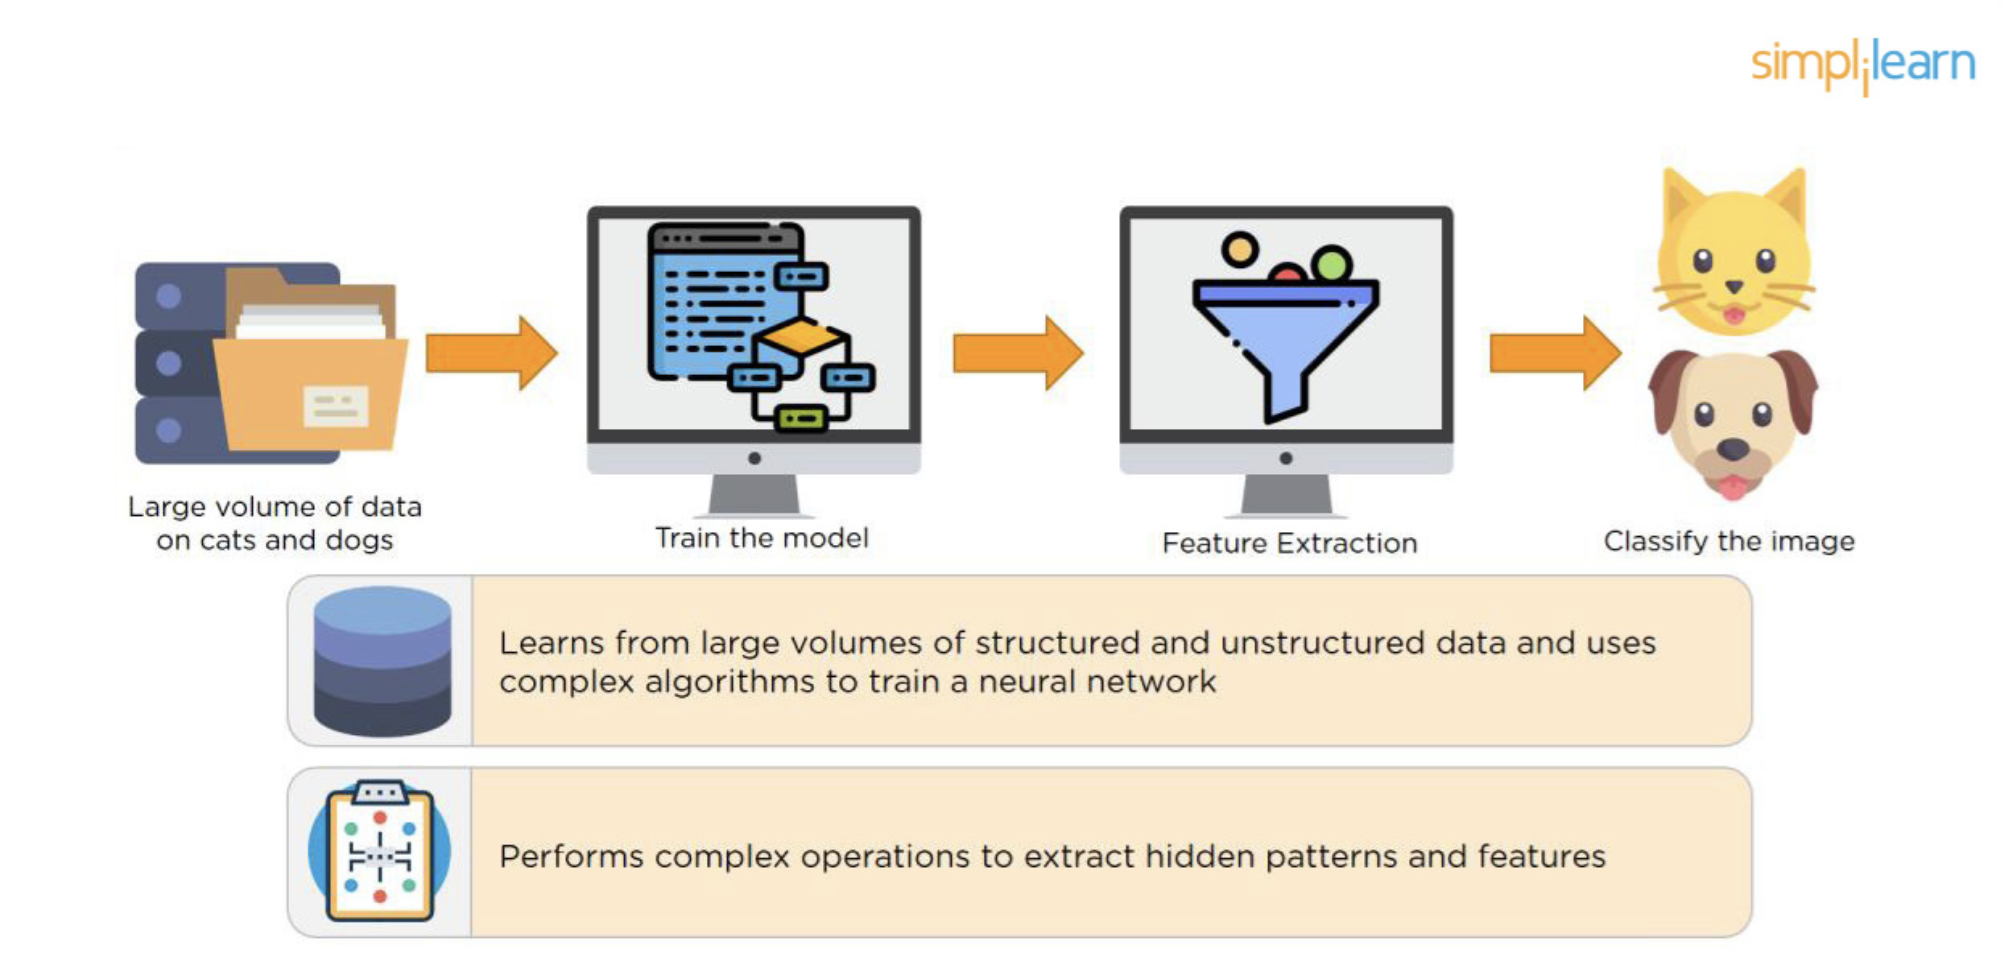 simplilearn
Large volume of data
on cats and dogs
Train the model
Feature Extraction
Classify the image
Learns from large volumes of structured and unstructured data and uses
complex algorithms to train a neural network
Performs complex operations to extract hidden patterns and features